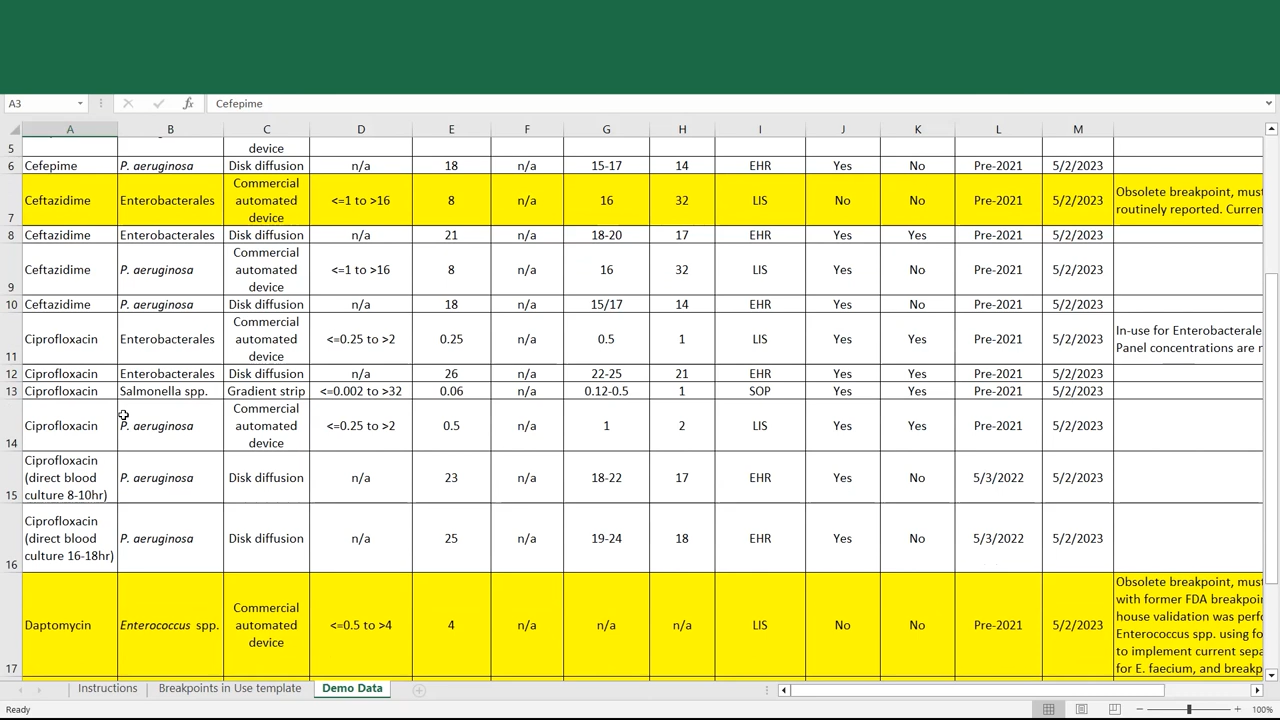 A3 Cefepime
A B C D E F G H I J K L M
5 device
6 Cefepime P. aeruginosa Disk diffusion n/a 18 n/a 15-17 14 EHR Yes No Pre-2021 5/2/2023
Commercial
7 Ceftazidime Enterobacterales automated <=1 to >16 8 n/a 16 32 LIS No No Pre-2021 5/2/2023 Obsolete breakpoint, must
device routinely reported. Curren
8 Ceftazidime Enterobacterales Disk diffusion n/a 21 n/a 18-20 17 EHR Yes Yes Pre-2021 5/2/2023
Commercial
9 Ceftazidime P. aeruginosa automated <=1 to >16 8 n/a 16 32 LIS Yes No Pre-2021 5/2/2023
device
10 Ceftazidime P. aeruginosa Disk diffusion n/a 18 n/a 15/17 14 EHR Yes No Pre-2021 5/2/2023
Commercial
11 Ciprofloxacin Enterobacterales automated <=0.25 to >2 0.25 n/a 0.5 1 LIS Yes Yes Pre-2021 5/2/2023 In-use for Enterobacterale
device Panel concentrations are
12 Ciprofloxacin Enterobacterales Disk diffusion n/a 26 n/a 22-25 21 EHR Yes Yes Pre-2021 5/2/2023
13 Ciprofloxacin Salmonella spp. Gradient strip <=0.002 to >32 0.06 n/a 0.12-0.5 1 SOP Yes Yes Pre-2021 5/2/2023
Commercial
14 Ciprofloxacin P. aeruginosa automated <=0.25 to >2 0.5 n/a 1 2 LIS Yes Yes Pre-2021 5/2/2023
device
Ciprofloxacin
15 (direct blood P. aeruginosa Disk diffusion n/a 23 n/a 18-22 17 EHR Yes No 5/3/2022 5/2/2023
culture 8-10hr)
Ciprofloxacin
16 (direct blood P. aeruginosa Disk diffusion n/a 25 n/a 19-24 18 EHR Yes No 5/3/2022 5/2/2023
culture 16-18hr)
Obsolete breakpoint, must
Commercial with former FDA breakpoin
17 Daptomycin Enterococcus spp. automated <=0.5 to >4 4 n/a n/a n/a LIS No No Pre-2021 5/2/2023 house validation was perf
device Enterococcus spp. using fo
to implement current sepa
for E. faecium, and breakp
Instructions Breakpoints in Use template Demo Data
Ready 100%